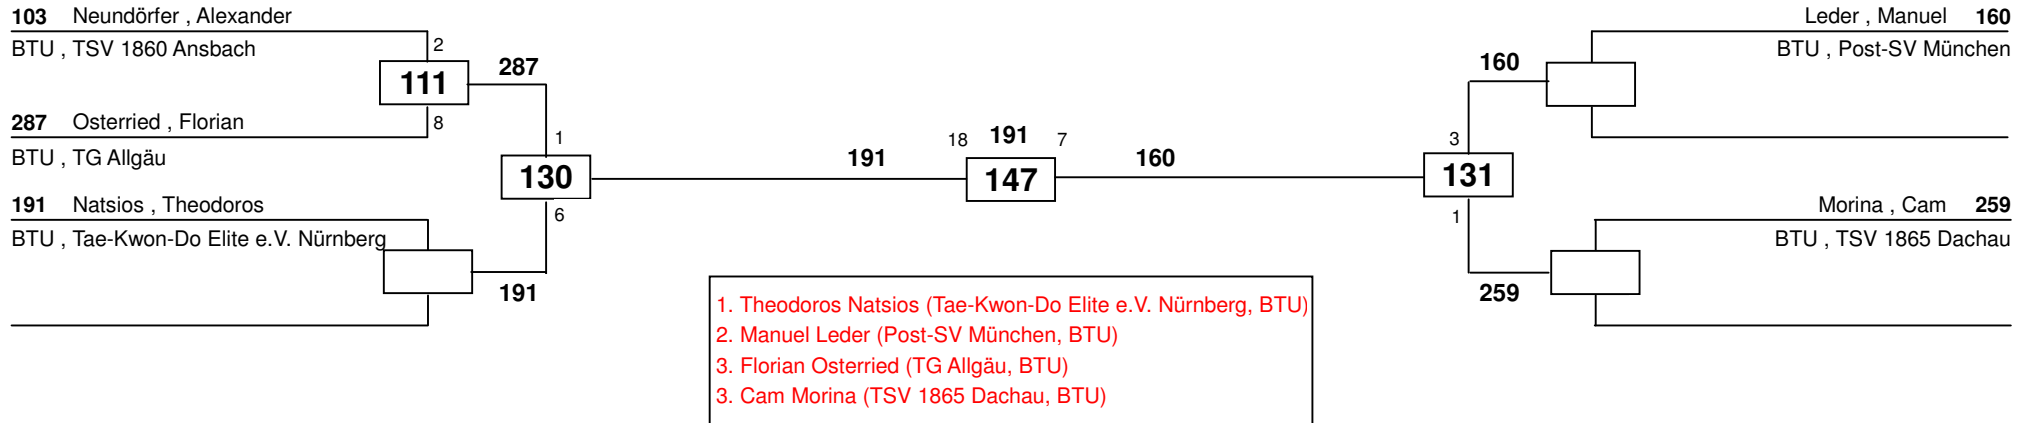 103 Neundörfer , Alexander
BTU , TSV 1860 Ansbach
2
111
287
8
287 Osterried , Florian
BTU , TG Allgäu
1
130
6
191 Natsios , Theodoros
BTU , Tae-Kwon-Do Elite e.V. Nürnberg
191
191
18 191 7
147
160
Leder , Manuel 160
BTU , Post-SV München
160
3
131
1
Morina , Cam 259
BTU , TSV 1865 Dachau
259
1. Theodoros Natsios (Tae-Kwon-Do Elite e.V. Nürnberg, BTU)
2. Manuel Leder (Post-SV München, BTU)
3. Florian Osterried (TG Allgäu, BTU)
3. Cam Morina (TSV 1865 Dachau, BTU)